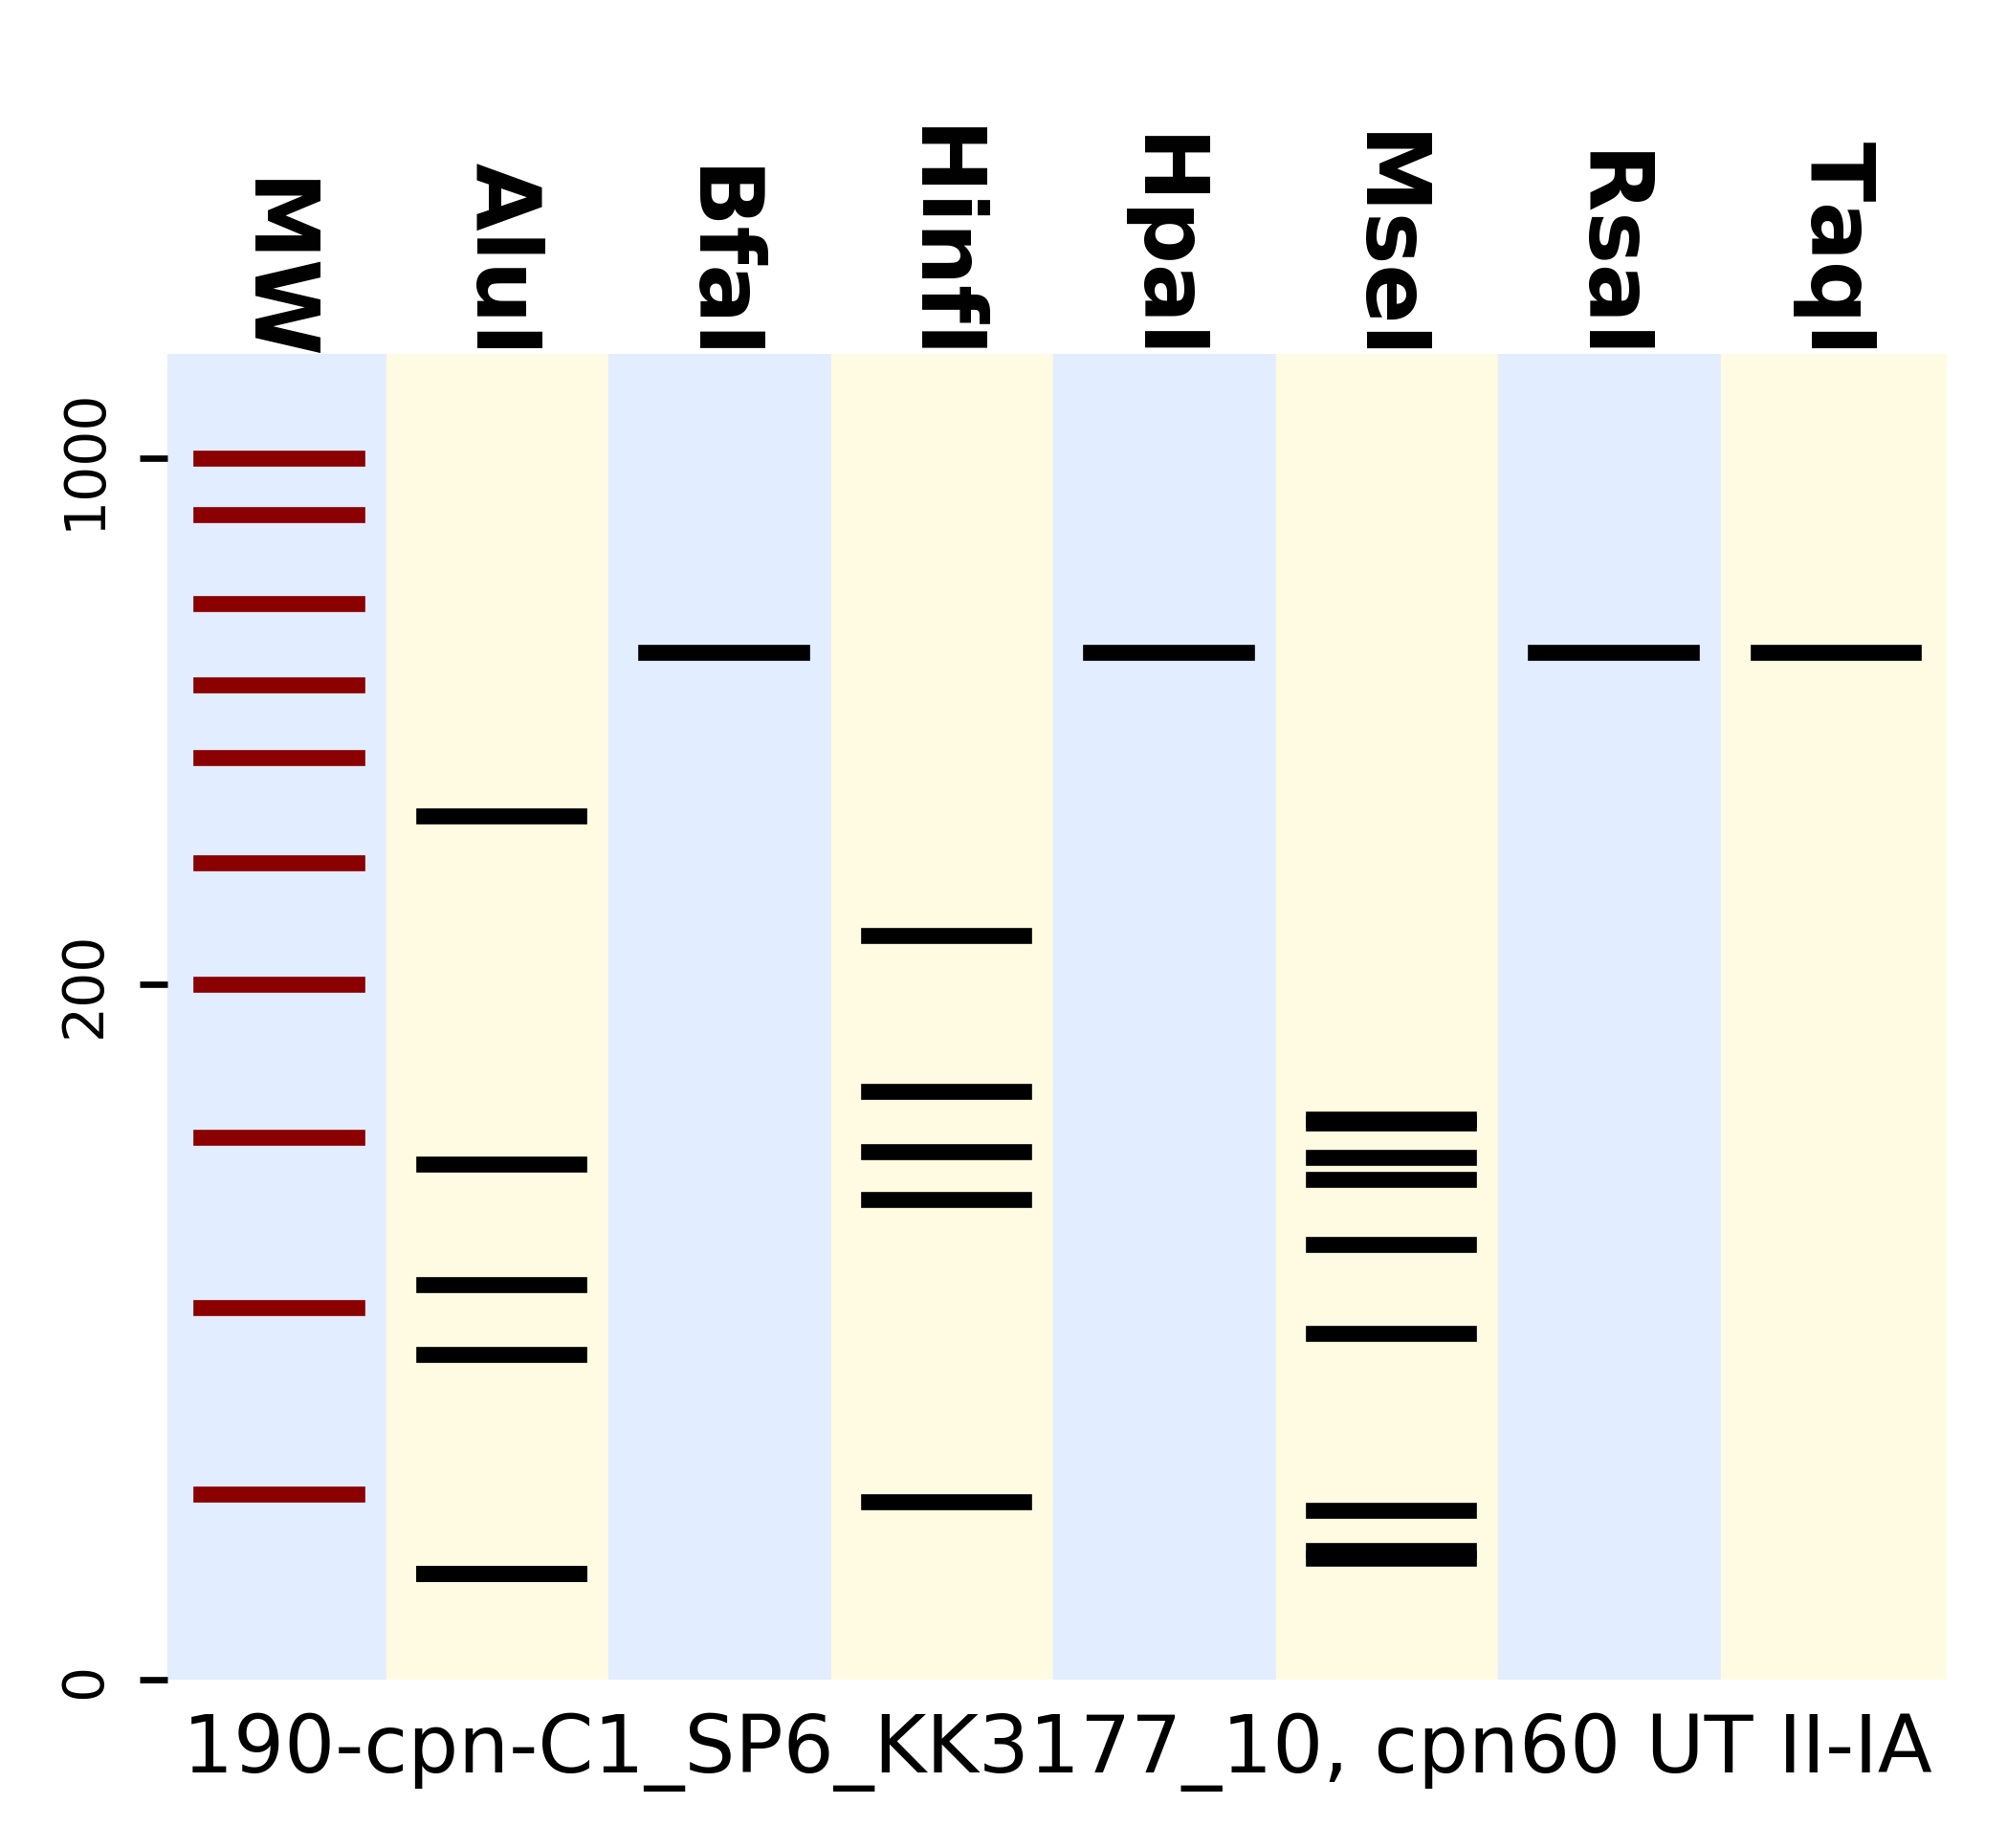 MW
AluI
BfaI
HinfI
HpaI
MseI
RsaI
TaqI
1000
200
0
190-cpn-C1_SP6_KK3177_10, cpn60 UT II-IA